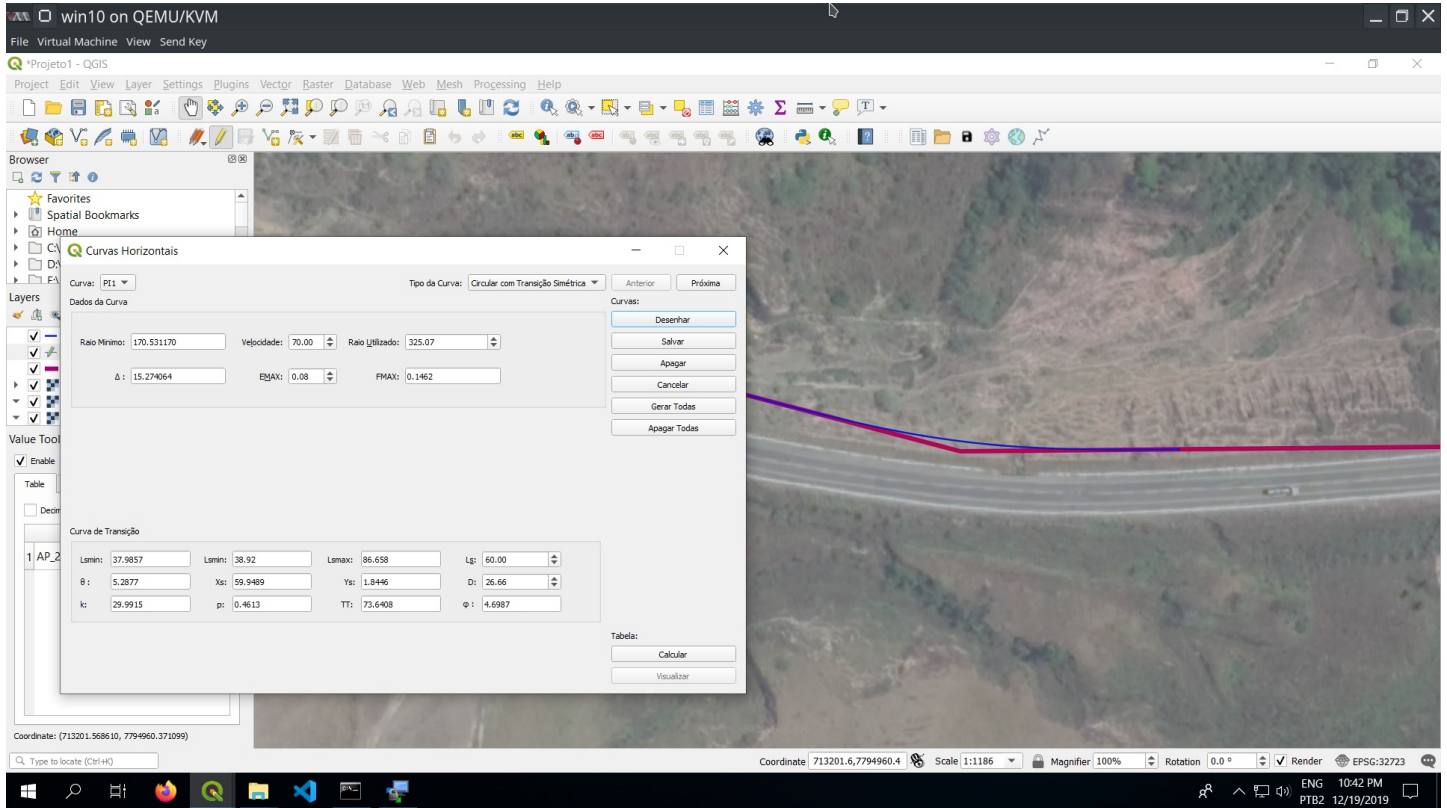 win10 on QEMU/KVM
File Virtual Machine View Send Key
*Projeto1 - QGIS
Project Edit View Layer Settings Plugins Vector Raster Database Web Mesh Processing Help
Browser
Favorites
Spatial Bookmarks
Home
Curvas Horizontais
Curva: PI1 Tipo da Curva: Circular com Transição Simétrica Anterior Próxima
Layers
Dados da Curva Curvas:
Desenhar
Raio Minimo: 170.531170 Velocidade: 70.00 Raio Utilizado: 325.07 Salvar
Apagar
Δ : 15.274064 EMAX: 0.08 FMAX: 0.1462 Cancelar
Gerar Todas
Apagar Todas
Value Tool
Enable
Table
Curva de Transição
1 AP_2
Lsmin: 37.9857 Lsmin: 38.92 Lsmax: 86.658 Ls: 60.00
θ : 5.2877 Xs: 59.9489 Ys: 1.8446 D: 26.66
k: 29.9915 p: 0.4613 TT: 73.6408 φ : 4.6987
Tabela:
Calcular
Visualizar
Coordinate: (713201.568610, 7794960.371099)
Type to locate (Ctrl+K) Coordinate 713201.6,7794960.4 Scale 1:1186 Magnifier 100% Rotation 0.0 ° Render EPSG:32723
ENG 10:42 PM
PTB2 12/19/2019